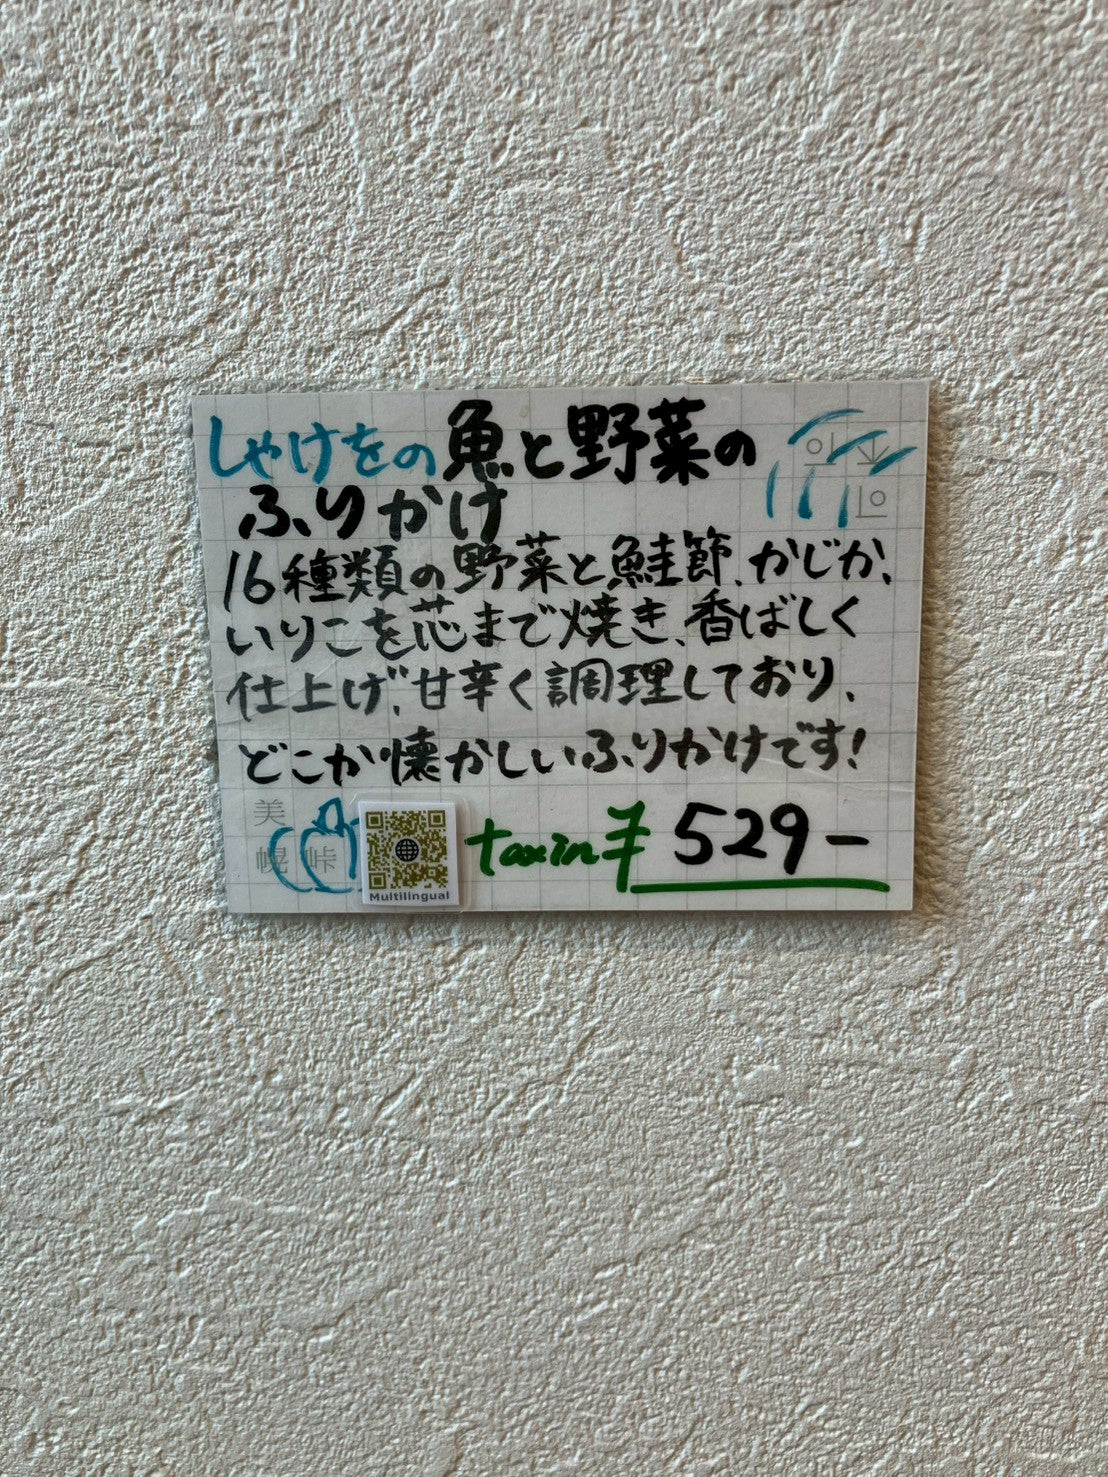 しゃけをの魚と野菜の
ふりかけ
16種類の野菜と鮭節、かじか、
いりこを芯まで焼き、香ばしく
仕上げ、甘辛く調理しており、
どこか懐かしいふりかけです!
美
幌 峠
Multilingual
taxin¥ 529-